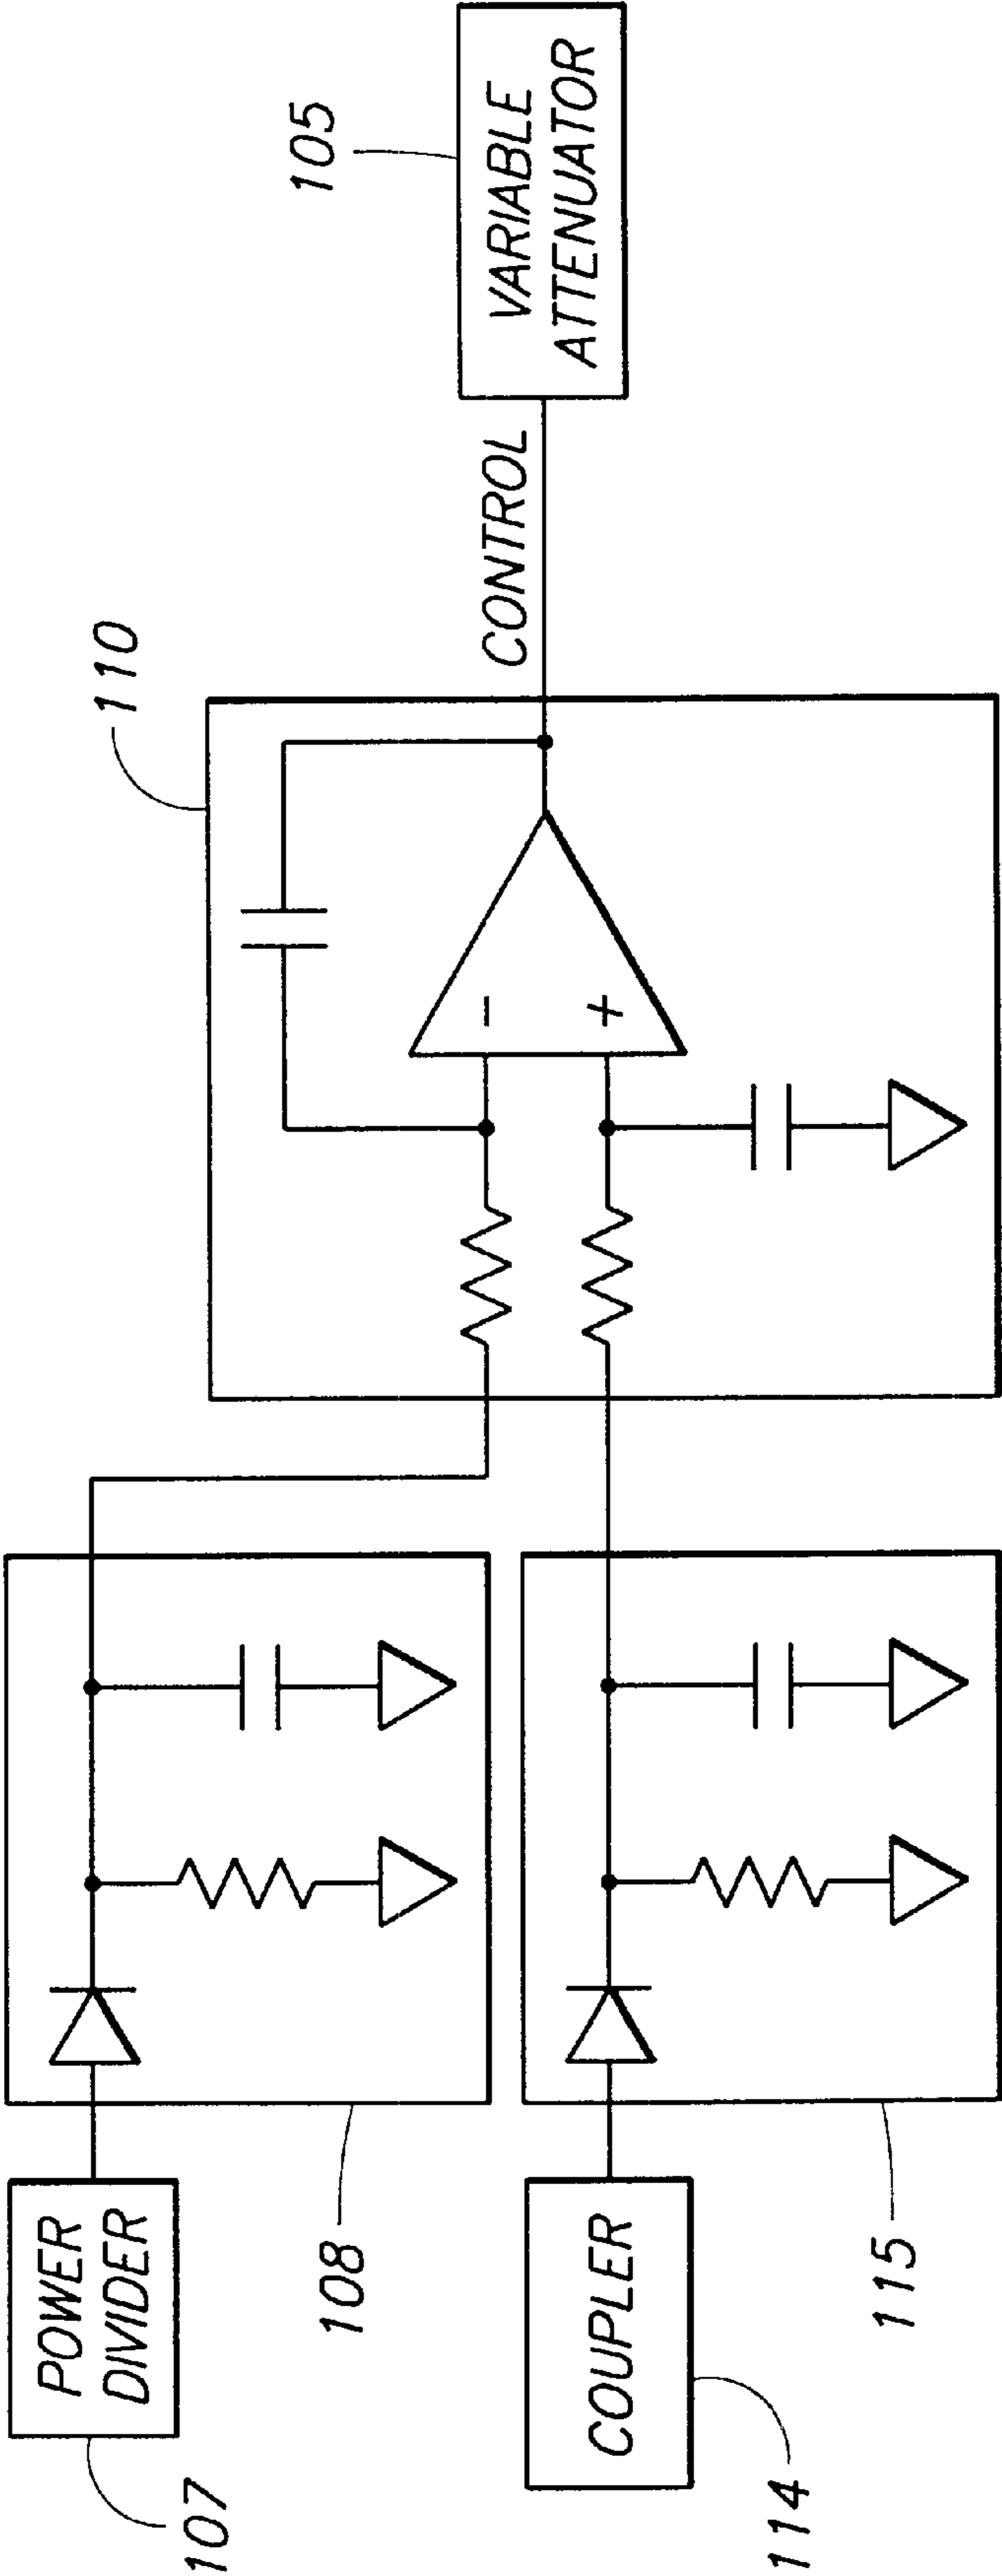 107
POWER
DIVIDER
108
110
CONTROL
105
VARIABLE
ATTENUATOR
-
+
114
COUPLER
115